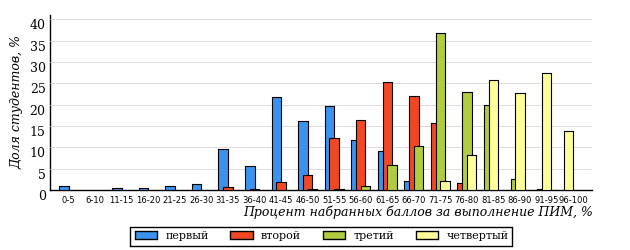 Доля студентов, %
40
35
30
25
20
15
10
5
0
0-5 6-10 11-15 16-20 21-25 26-30 31-35 36-40 41-45 46-50 51-55 56-60 61-65 66-70 71-75 76-80 81-85 86-90 91-95 96-100
Процент набранных баллов за выполнение ПИМ, %
первый второй третий четвертый